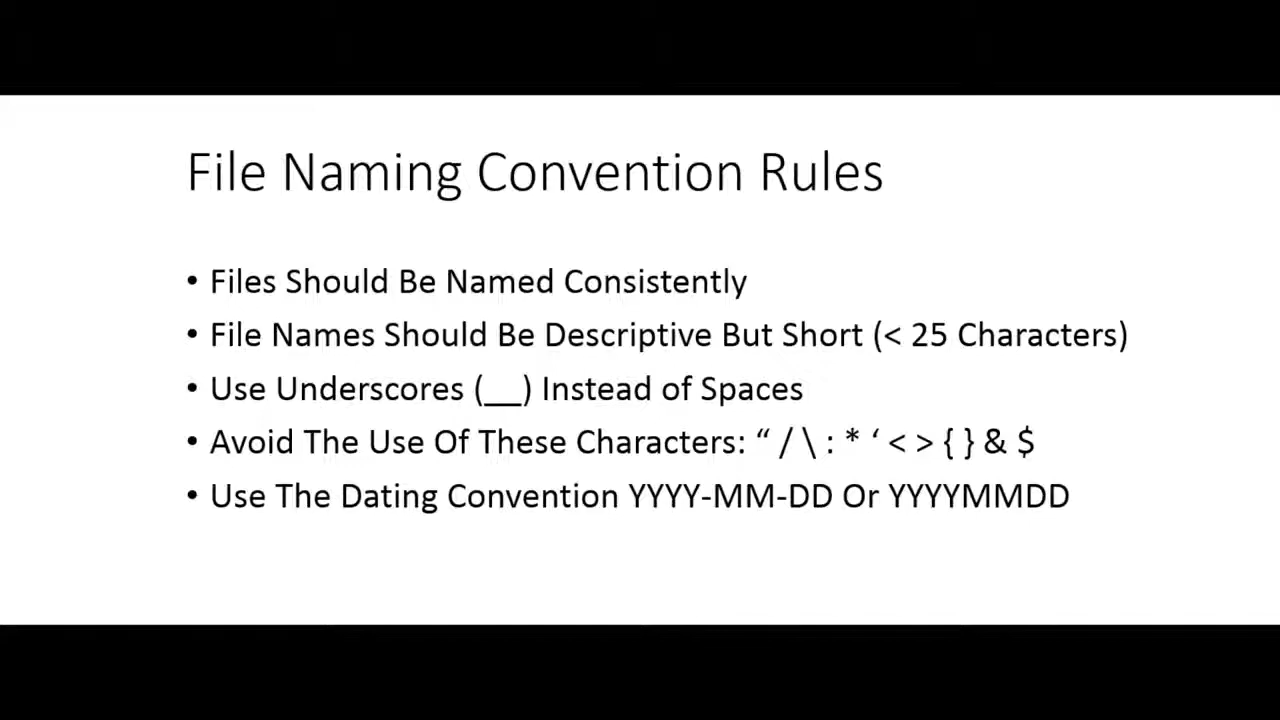 File Naming Convention Rules
• Files Should Be Named Consistently
• File Names Should Be Descriptive But Short (< 25 Characters)
• Use Underscores (__) Instead of Spaces
• Avoid The Use Of These Characters: “ / \ : * ‘ < > { } & $
• Use The Dating Convention YYYY-MM-DD Or YYYYMMDD